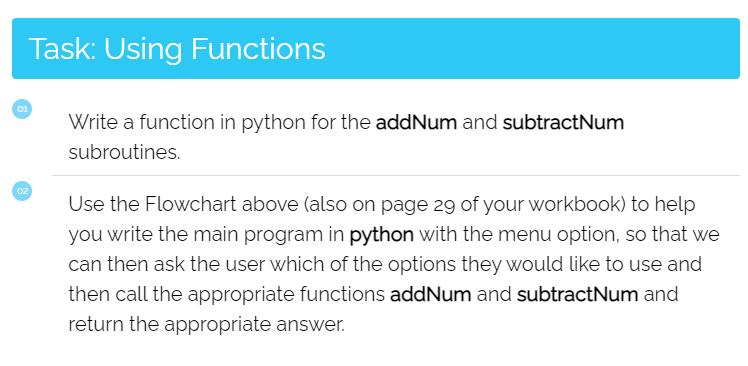 Task: Using Functions
01
Write a function in python for the addNum and subtractNum
subroutines.
02
Use the Flowchart above (also on page 29 of your workbook) to help
you write the main program in python with the menu option, so that we
can then ask the user which of the options they would like to use and
then call the appropriate functions addNum and subtractNum and
return the appropriate answer.